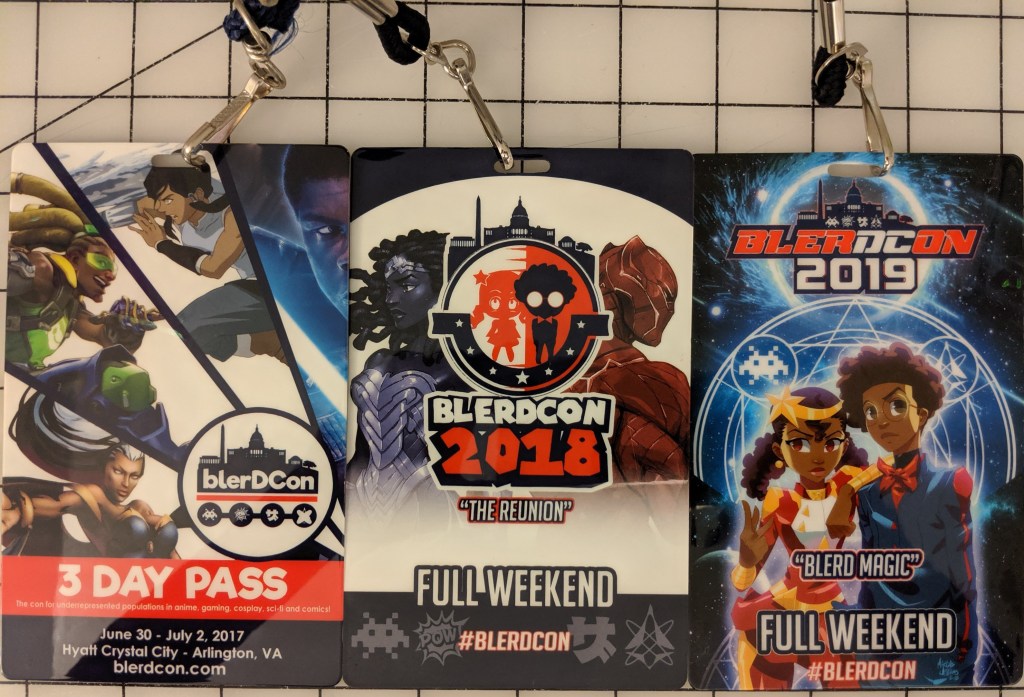 blerDCon
3 DAY PASS
The con for underrepresented populations in anime, gaming, cosplay, sci-fi and comics!
June 30 - July 2, 2017
Hyatt Crystal City - Arlington, VA
blerdcon.com
BLERDCON
2018
"THE REUNION"
FULL WEEKEND
POW
#BLERDCON
サ
BLERDCON
2019
"BLERD MAGIC"
FULL WEEKEND
#BLERDCON